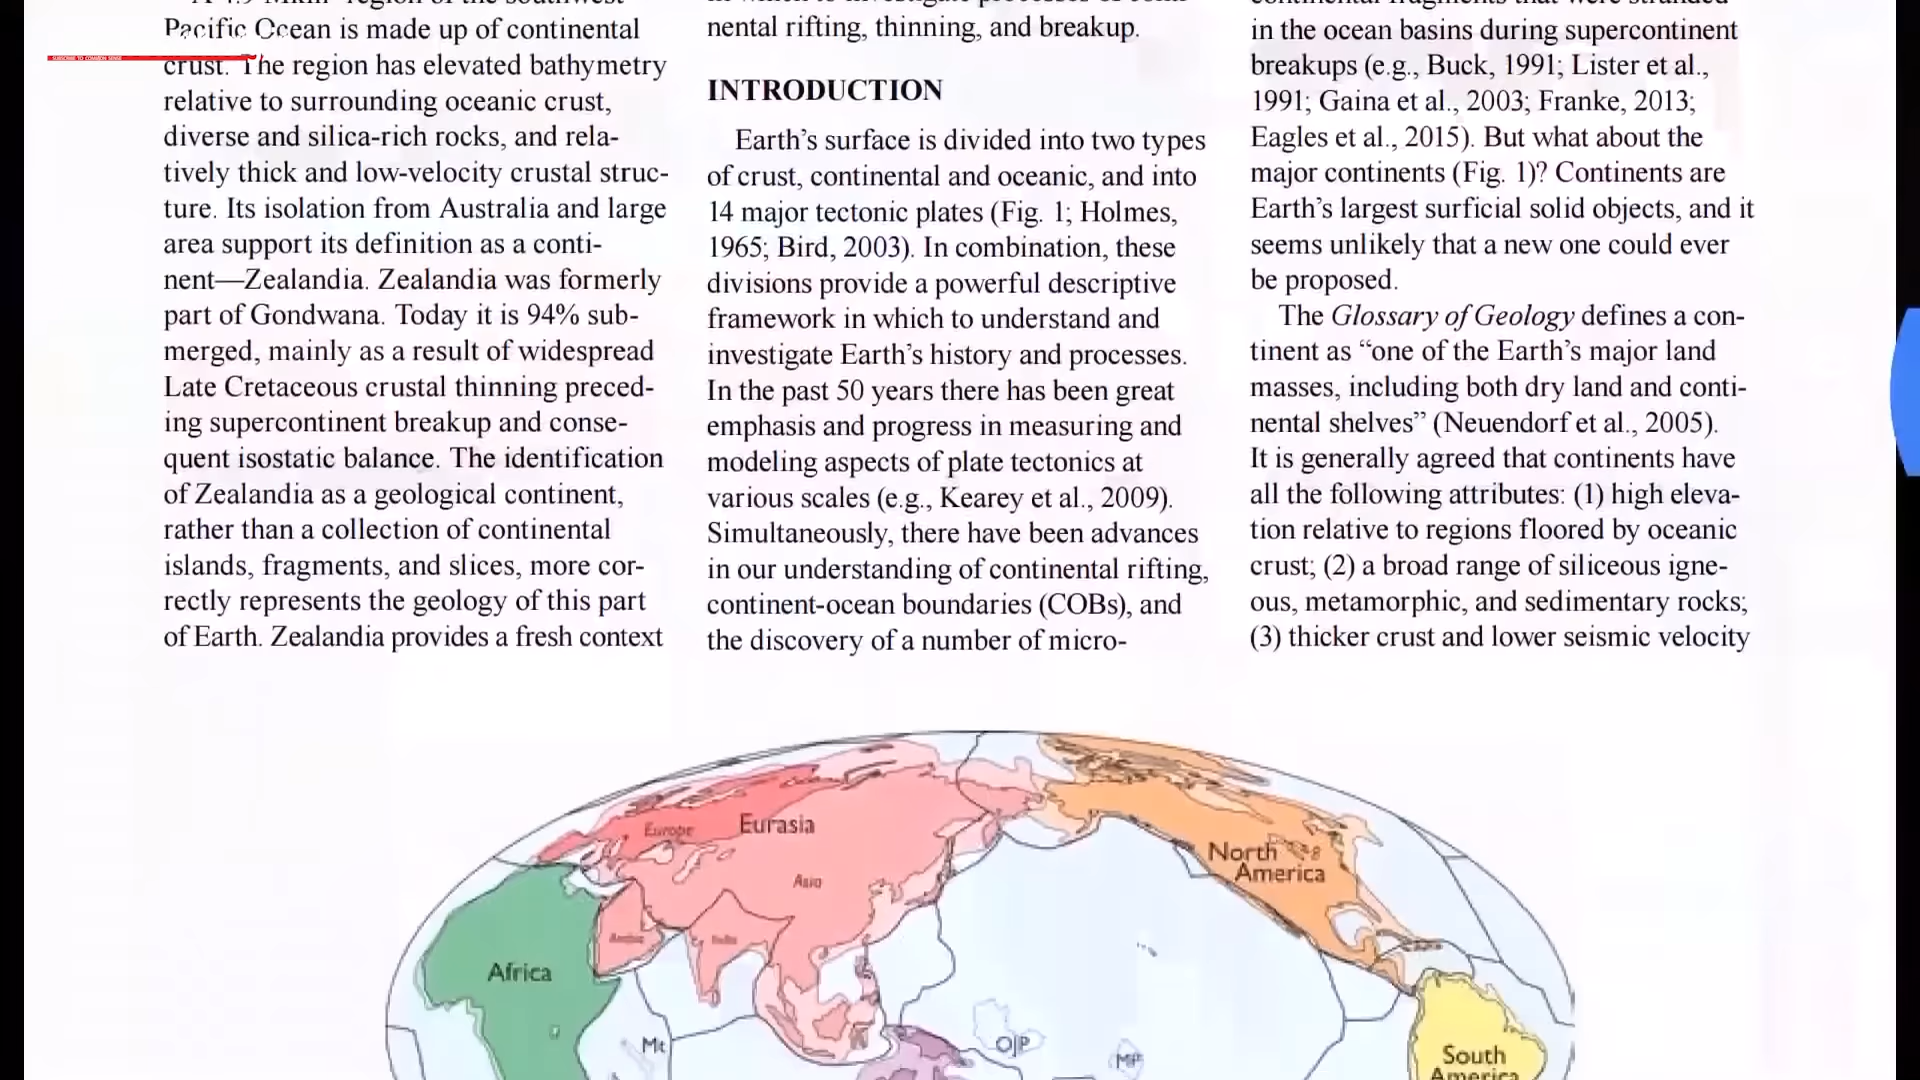 SUBSCRIBE TO COMMON SENSE
Pacific Ocean is made up of continental
crust. The region has elevated bathymetry
relative to surrounding oceanic crust,
diverse and silica-rich rocks, and rela-
tively thick and low-velocity crustal struc-
ture. Its isolation from Australia and large
area support its definition as a conti-
nent—Zealandia. Zealandia was formerly
part of Gondwana. Today it is 94% sub-
merged, mainly as a result of widespread
Late Cretaceous crustal thinning preced-
ing supercontinent breakup and conse-
quent isostatic balance. The identification
of Zealandia as a geological continent,
rather than a collection of continental
islands, fragments, and slices, more cor-
rectly represents the geology of this part
of Earth. Zealandia provides a fresh context
nental rifting, thinning, and breakup.
INTRODUCTION
Earth's surface is divided into two types
of crust, continental and oceanic, and into
14 major tectonic plates (Fig. 1; Holmes,
1965; Bird, 2003). In combination, these
divisions provide a powerful descriptive
framework in which to understand and
investigate Earth's history and processes.
In the past 50 years there has been great
emphasis and progress in measuring and
modeling aspects of plate tectonics at
various scales (e.g., Kearey et al., 2009).
Simultaneously, there have been advances
in our understanding of continental rifting,
continent-ocean boundaries (COBs), and
the discovery of a number of micro-
continental fragments that were stranded
in the ocean basins during supercontinent
breakups (e.g., Buck, 1991; Lister et al.,
1991; Gaina et al., 2003; Franke, 2013;
Eagles et al., 2015). But what about the
major continents (Fig. 1)? Continents are
Earth's largest surficial solid objects, and it
seems unlikely that a new one could ever
be proposed.
The Glossary of Geology defines a con-
tinent as “one of the Earth's major land
masses, including both dry land and conti-
nental shelves” (Neuendorf et al., 2005).
It is generally agreed that continents have
all the following attributes: (1) high eleva-
tion relative to regions floored by oceanic
crust; (2) a broad range of siliceous igne-
ous, metamorphic, and sedimentary rocks;
(3) thicker crust and lower seismic velocity
Europe
Eurasia
Asia
North
America
Arabia
India
Africa
Mt
OJP
MP
South
America